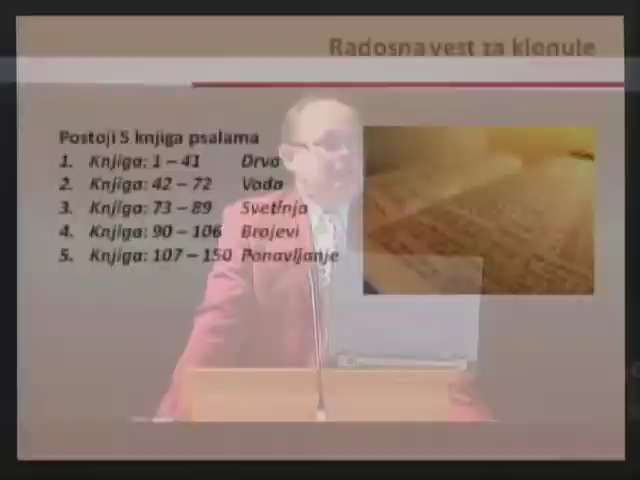 Radosna vest za klonule
Postoji 5 knjiga psalama
1. Knjiga: 1 – 41 Drvo
2. Knjiga: 42 – 72 Voda
3. Knjiga: 73 – 89 Svetinja
4. Knjiga: 90 – 106 Brojevi
5. Knjiga: 107 – 150 Ponavljanje